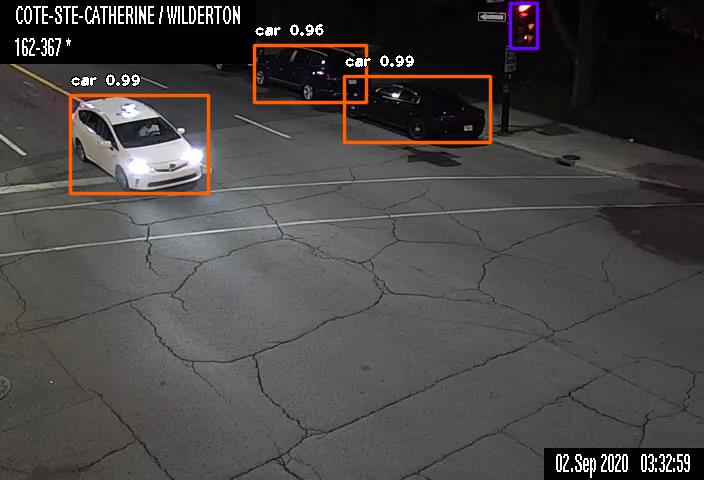 COTE-STE-CATHERINE / WILDERTON
162-367 *
car 0.96
car 0.99
car 0.99
02.Sep 2020 03:32:59